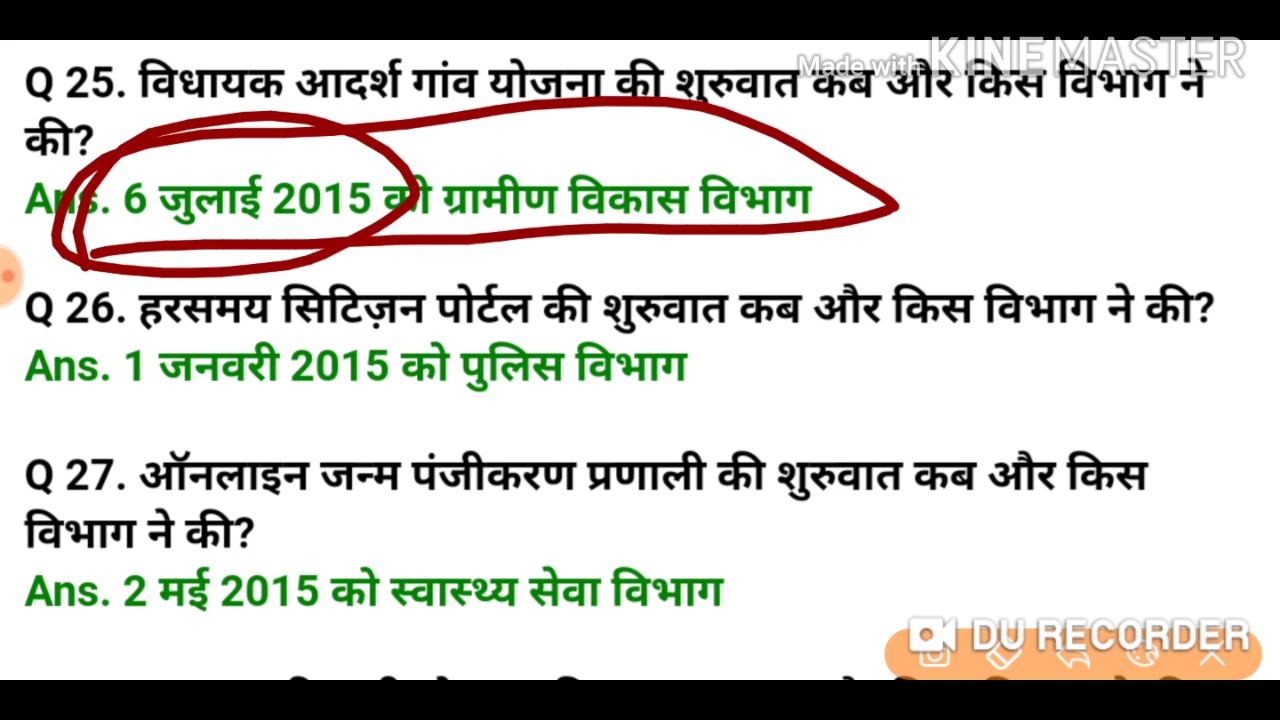 Made with KINEMASTER
Q 25. विधायक आदर्श गांव योजना की शुरुवात कब और किस विभाग ने
की?
Ans. 6 जुलाई 2015 को ग्रामीण विकास विभाग
Q 26. हरसमय सिटिज़न पोर्टल की शुरुवात कब और किस विभाग ने की?
Ans. 1 जनवरी 2015 को पुलिस विभाग
Q 27. ऑनलाइन जन्म पंजीकरण प्रणाली की शुरुवात कब और किस
विभाग ने की?
Ans. 2 मई 2015 को स्वास्थ्य सेवा विभाग
DU RECORDER